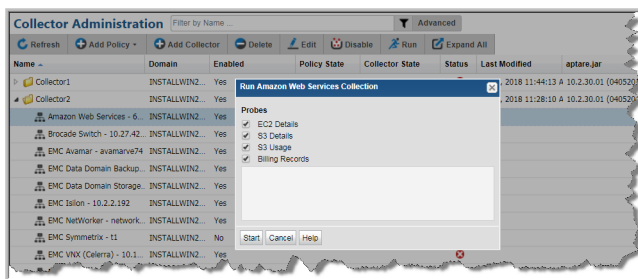 Collector Administration Filter by Name ... Advanced
Refresh Add Policy Add Collector Delete Edit Disable Run Expand All
Name Domain Enabled Policy State Collector State Status Last Modified aptare.jar
Collector1 INSTALLWIN2... Yes , 2018 11:44:13 A 10.2.30.01 (040520
Collector2 INSTALLWIN2... Yes , 2018 11:28:10 A 10.2.30.01 (040520
Amazon Web Services - 6... INSTALLWIN2... Yes
Brocade Switch - 10.27.42... INSTALLWIN2... Yes
EMC Avamar - avamarve74 INSTALLWIN2... Yes
EMC Data Domain Backup... INSTALLWIN2... Yes
EMC Data Domain Storage... INSTALLWIN2... Yes
EMC Isilon - 10.2.2.192 INSTALLWIN2... Yes
EMC NetWorker - network... INSTALLWIN2... Yes
EMC Symmetrix - t1 INSTALLWIN2... No
EMC VNX (Celerra) - 10.1... INSTALLWIN2... Yes
Run Amazon Web Services Collection
Probes
EC2 Details
S3 Details
S3 Usage
Billing Records
Start Cancel Help